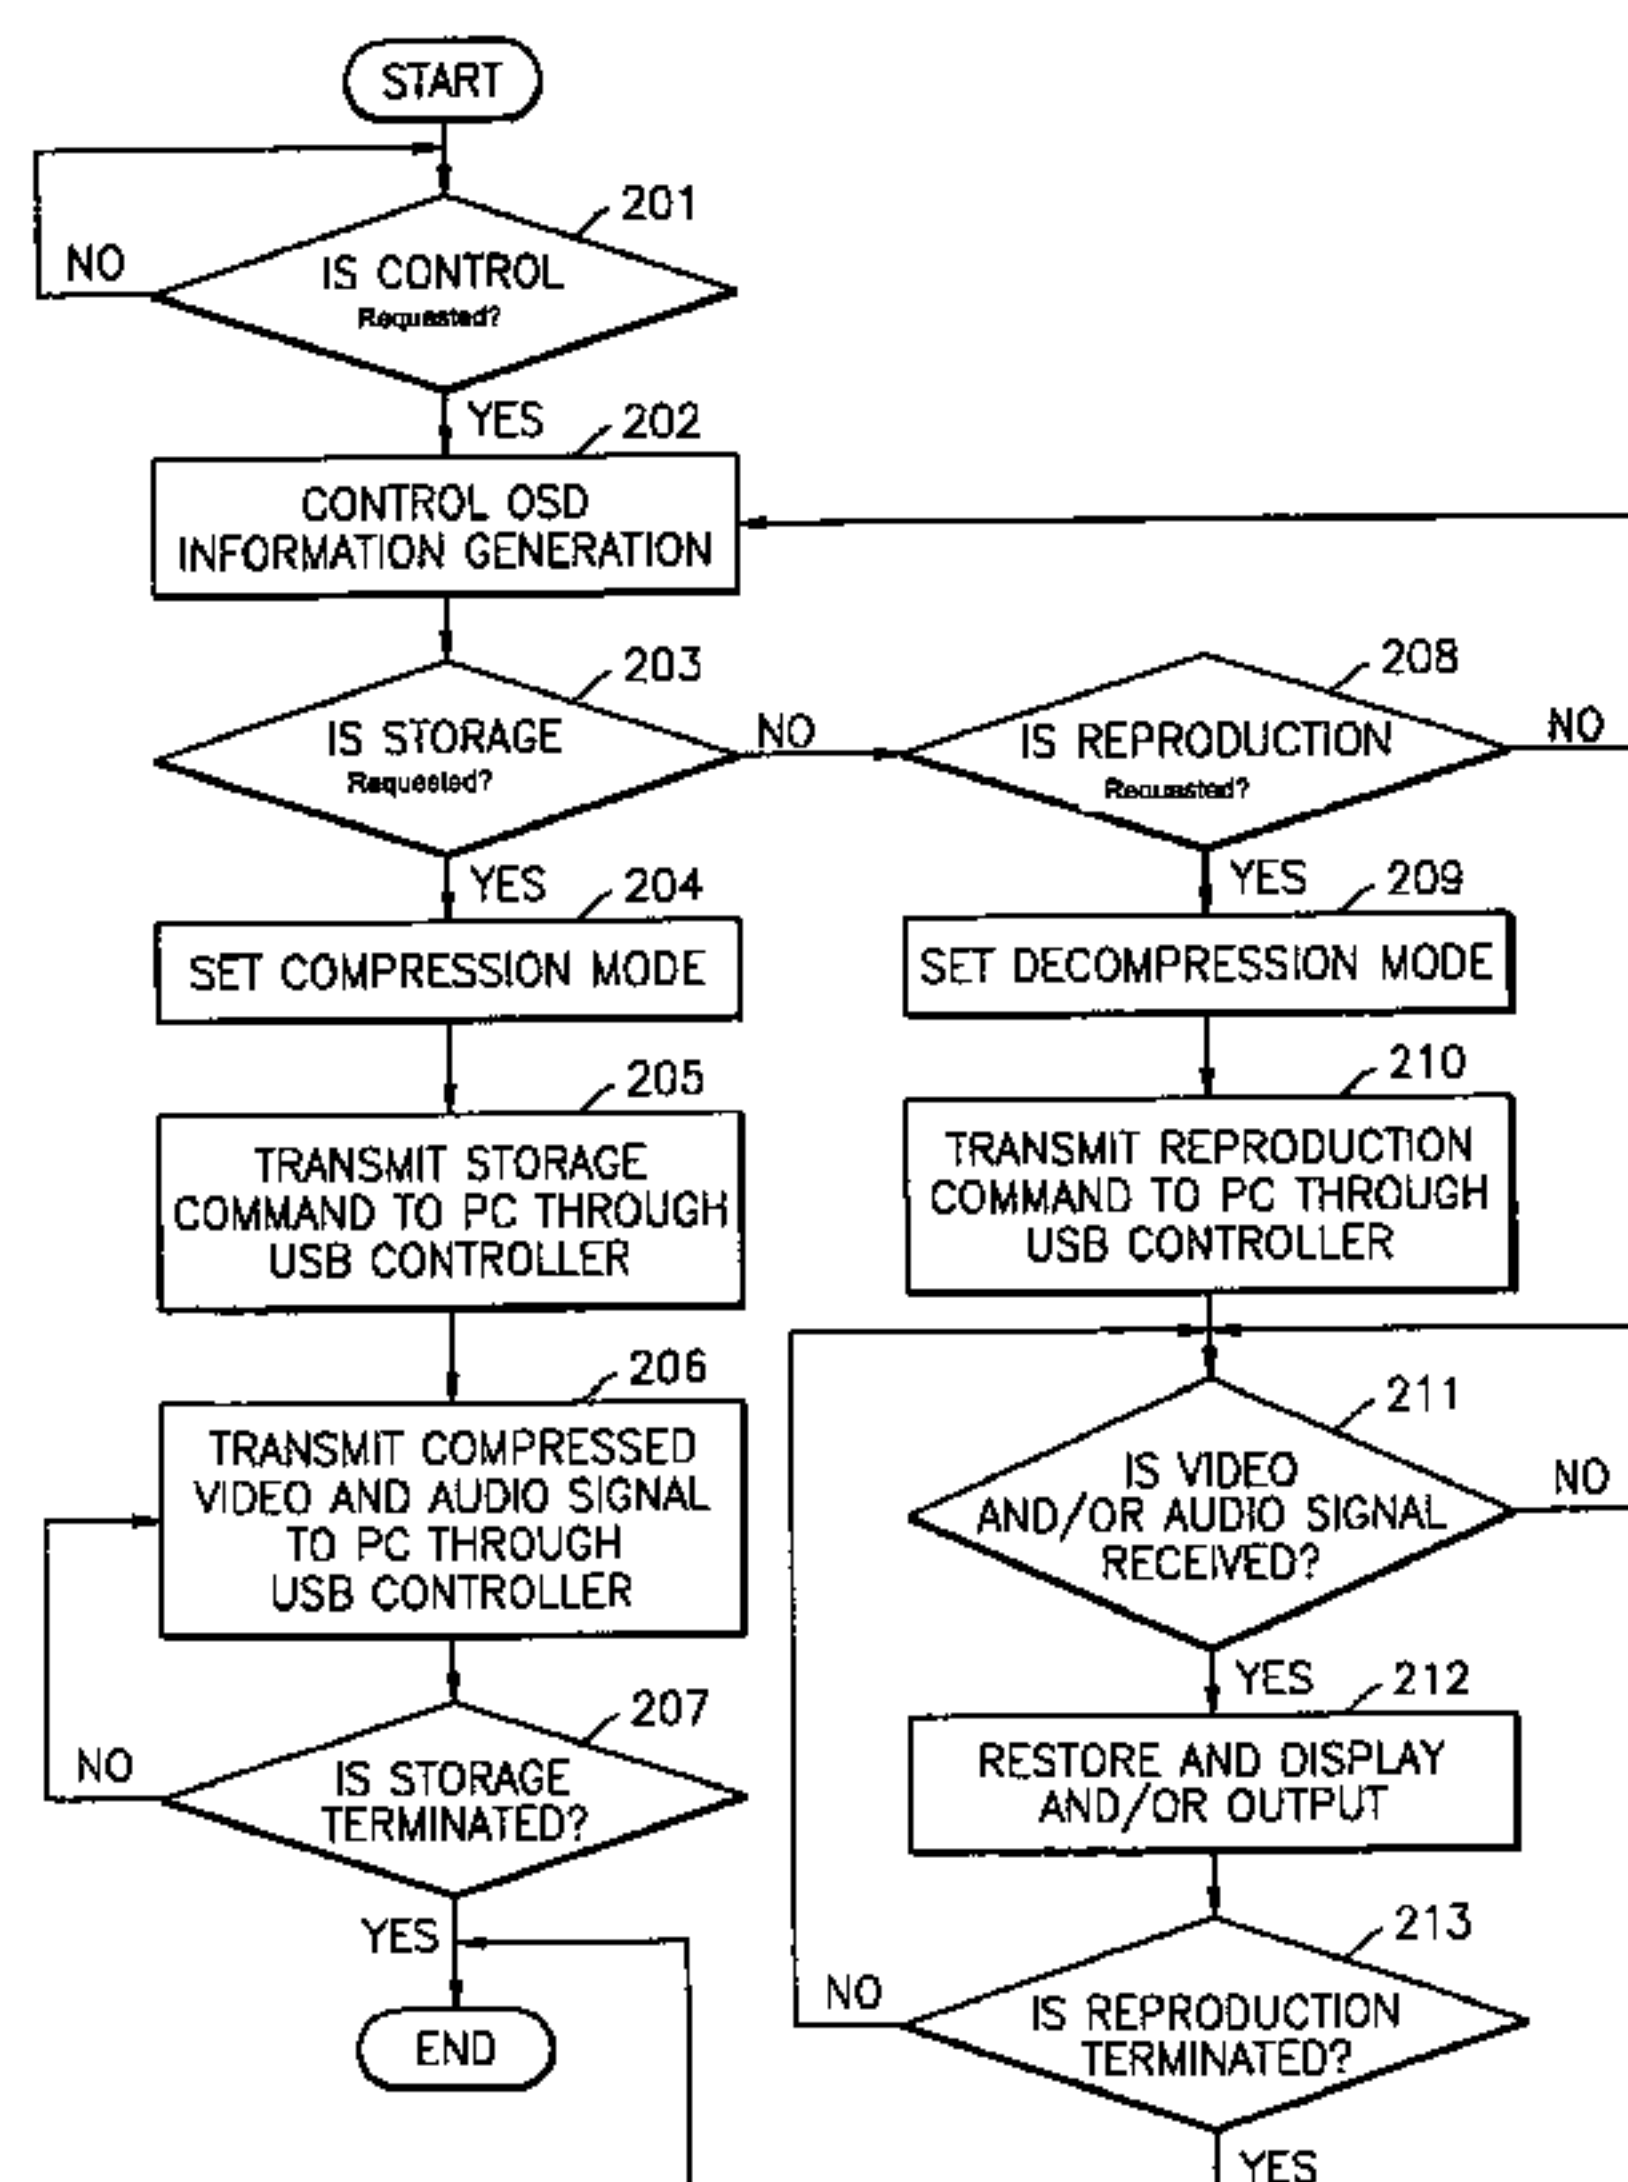 START
201
NO
IS CONTROL
Requested?
YES
202
CONTROL OSD
INFORMATION GENERATION
203
IS STORAGE
Requested?
NO
208
IS REPRODUCTION
Requested?
NO
YES
204
SET COMPRESSION MODE
YES
209
SET DECOMPRESSION MODE
205
TRANSMIT STORAGE
COMMAND TO PC THROUGH
USB CONTROLLER
210
TRANSMIT REPRODUCTION
COMMAND TO PC THROUGH
USB CONTROLLER
206
TRANSMIT COMPRESSED
VIDEO AND AUDIO SIGNAL
TO PC THROUGH
USB CONTROLLER
211
IS VIDEO
AND/OR AUDIO SIGNAL
RECEIVED?
NO
YES
207
NO
IS STORAGE
TERMINATED?
212
RESTORE AND DISPLAY
AND/OR OUTPUT
YES
END
213
NO
IS REPRODUCTION
TERMINATED?
YES